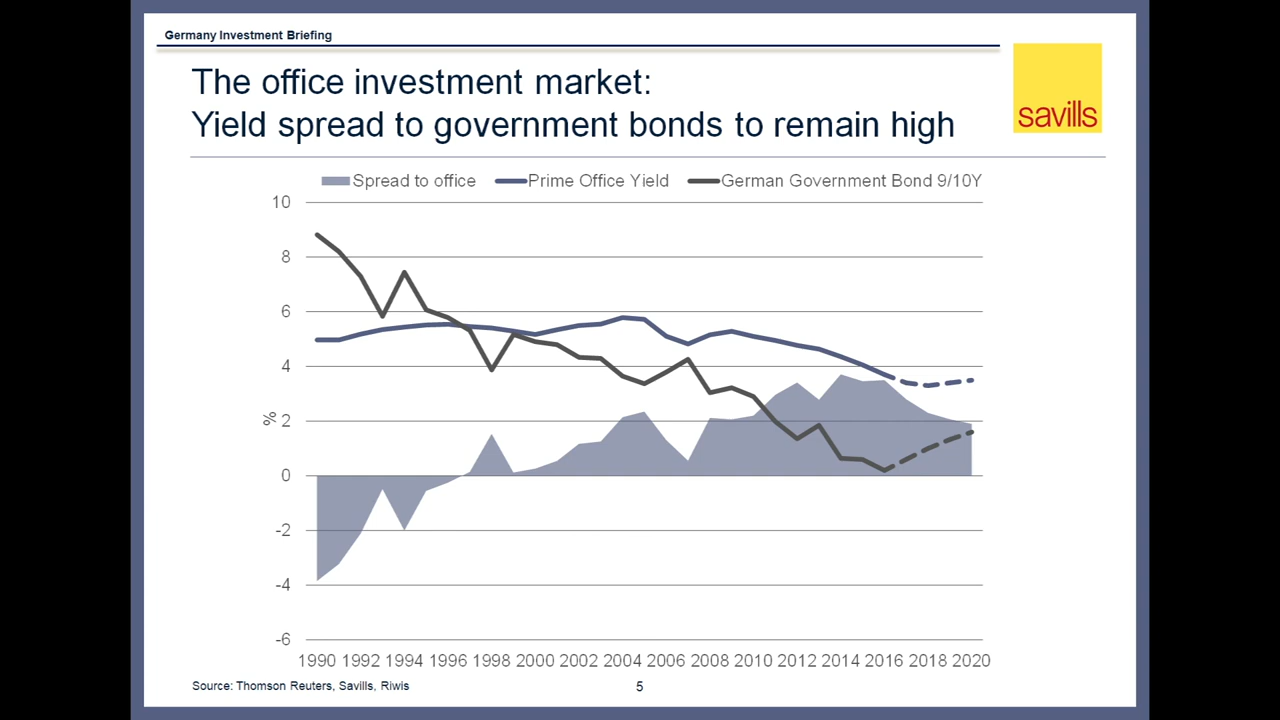 Germany Investment Briefing
The office investment market:
Yield spread to government bonds to remain high
savills
Spread to office Prime Office Yield German Government Bond 9/10Y
10
8
6
4
2
%
0
-2
-4
-6
1990 1992 1994 1996 1998 2000 2002 2004 2006 2008 2010 2012 2014 2016 2018 2020
Source: Thomson Reuters, Savills, Riwis
5